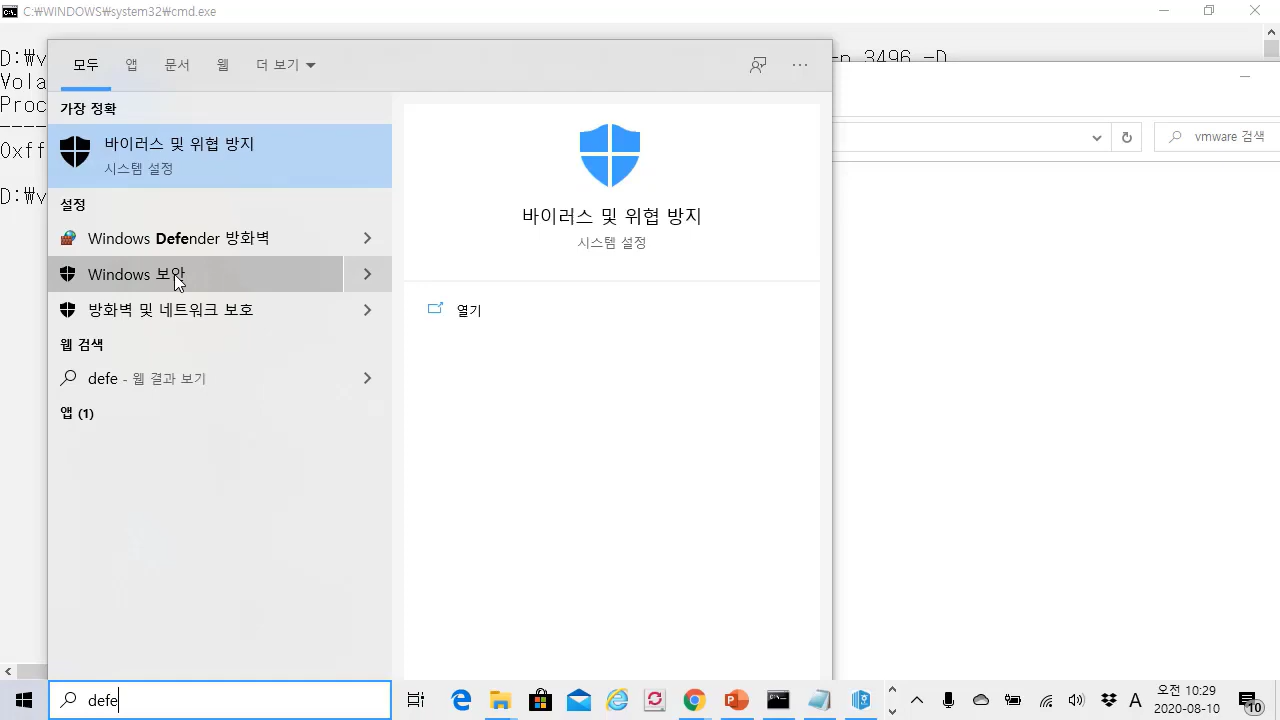 C:₩WINDOWS₩system32₩cmd.exe
D:₩v
-p 3496 -D
Vola
Proc
0xff
D:₩v
모두 앱 문서 웹 더 보기
가장 정확
바이러스 및 위협 방지
시스템 설정
설정
Windows Defender 방화벽
Windows 보안
방화벽 및 네트워크 보호
웹 검색
defe - 웹 결과 보기
앱 (1)
바이러스 및 위협 방지
시스템 설정
열기
vmware 검색
defe
A
오전 10:29
2020-08-10
10